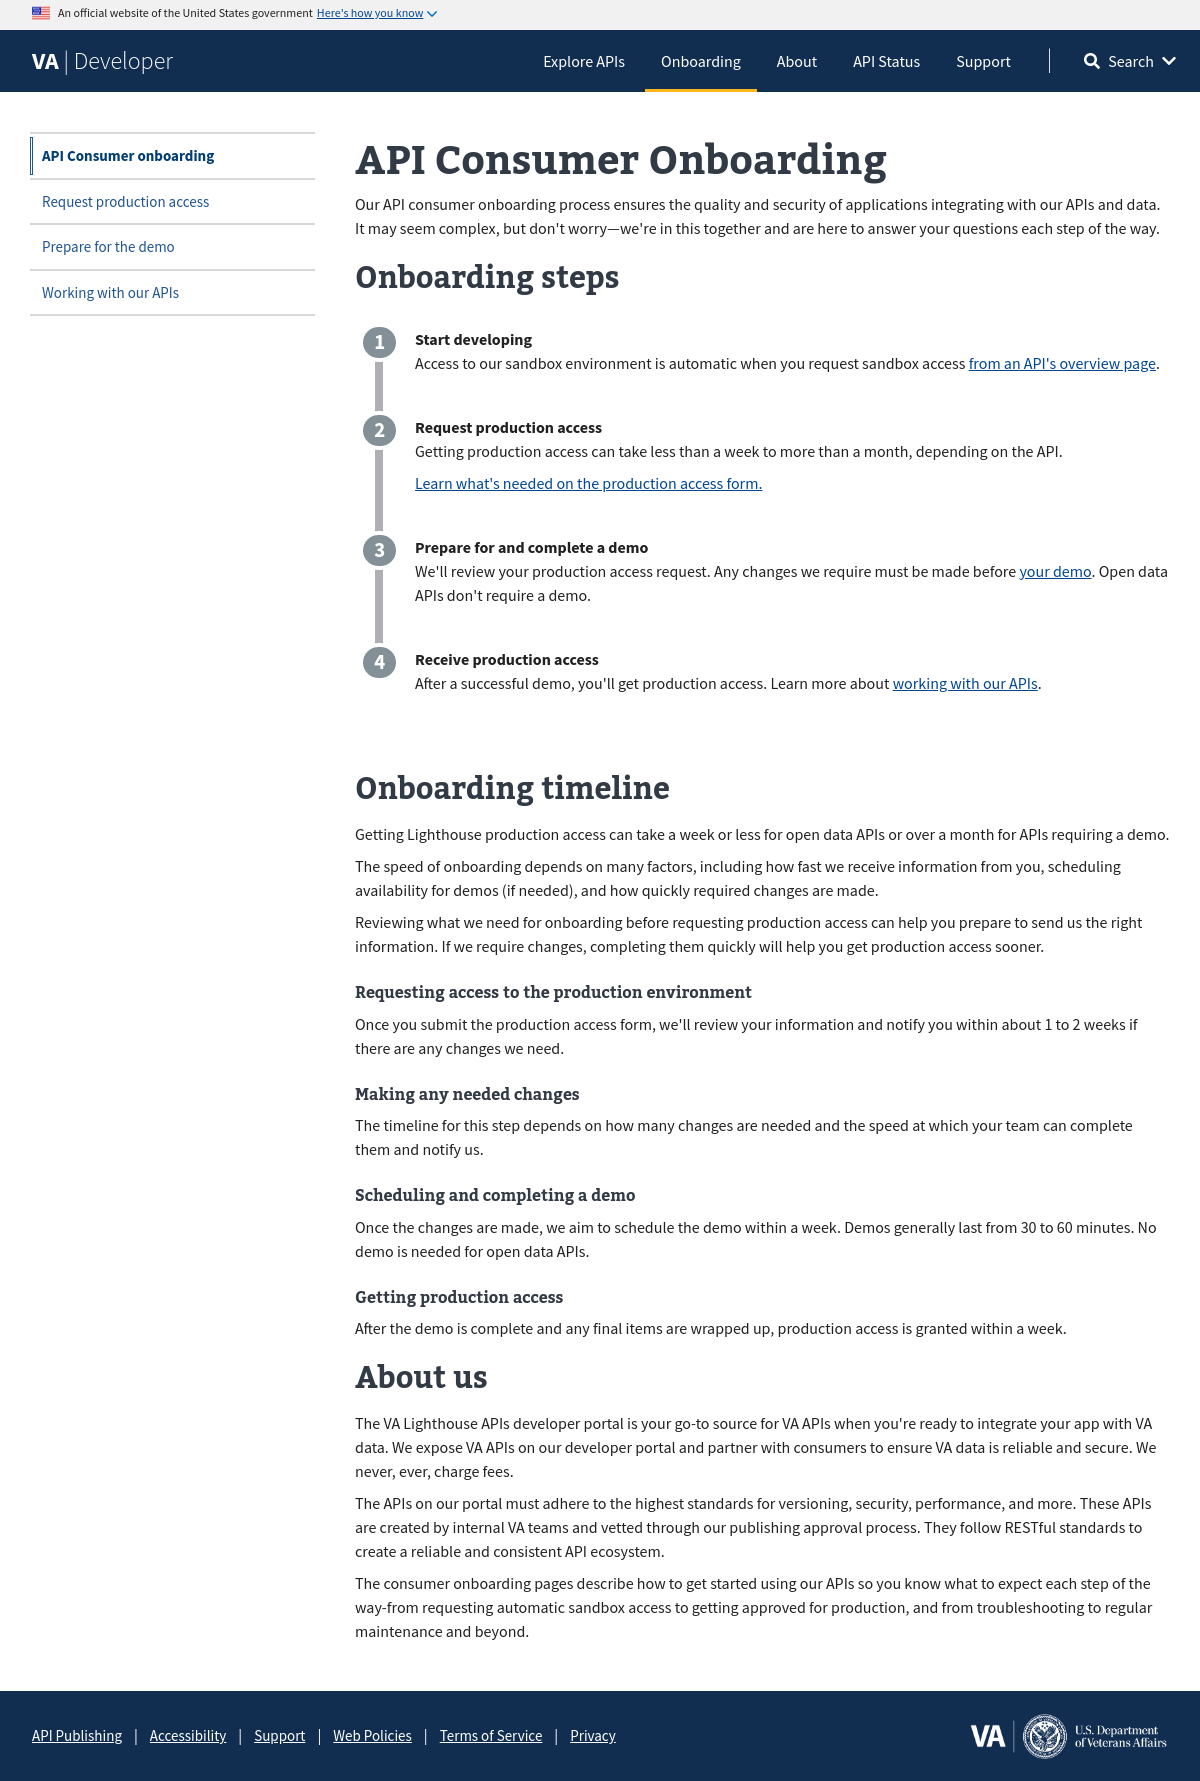 An official website of the United States government Here's how you know
VA | Developer
Explore APIs
Onboarding
About
API Status
Support
Search
API Consumer onboarding
Request production access
Prepare for the demo
Working with our APIs
API Consumer Onboarding
Our API consumer onboarding process ensures the quality and security of applications integrating with our APIs and data.
It may seem complex, but don't worry—we're in this together and are here to answer your questions each step of the way.
Onboarding steps
1
Start developing
Access to our sandbox environment is automatic when you request sandbox access from an API's overview page.
2
Request production access
Getting production access can take less than a week to more than a month, depending on the API.
Learn what's needed on the production access form.
3
Prepare for and complete a demo
We'll review your production access request. Any changes we require must be made before your demo. Open data
APIs don't require a demo.
4
Receive production access
After a successful demo, you'll get production access. Learn more about working with our APIs.
Onboarding timeline
Getting Lighthouse production access can take a week or less for open data APIs or over a month for APIs requiring a demo.
The speed of onboarding depends on many factors, including how fast we receive information from you, scheduling
availability for demos (if needed), and how quickly required changes are made.
Reviewing what we need for onboarding before requesting production access can help you prepare to send us the right
information. If we require changes, completing them quickly will help you get production access sooner.
Requesting access to the production environment
Once you submit the production access form, we'll review your information and notify you within about 1 to 2 weeks if
there are any changes we need.
Making any needed changes
The timeline for this step depends on how many changes are needed and the speed at which your team can complete
them and notify us.
Scheduling and completing a demo
Once the changes are made, we aim to schedule the demo within a week. Demos generally last from 30 to 60 minutes. No
demo is needed for open data APIs.
Getting production access
After the demo is complete and any final items are wrapped up, production access is granted within a week.
About us
The VA Lighthouse APIs developer portal is your go-to source for VA APIs when you're ready to integrate your app with VA
data. We expose VA APIs on our developer portal and partner with consumers to ensure VA data is reliable and secure. We
never, ever, charge fees.
The APIs on our portal must adhere to the highest standards for versioning, security, performance, and more. These APIs
are created by internal VA teams and vetted through our publishing approval process. They follow RESTful standards to
create a reliable and consistent API ecosystem.
The consumer onboarding pages describe how to get started using our APIs so you know what to expect each step of the
way-from requesting automatic sandbox access to getting approved for production, and from troubleshooting to regular
maintenance and beyond.
API Publishing | Accessibility | Support | Web Policies | Terms of Service | Privacy
VA
U.S. Department
of Veterans Affairs